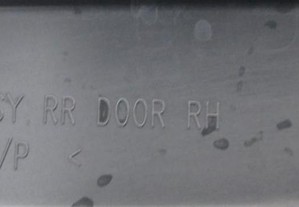 SY, RR DOOR RH
/P <